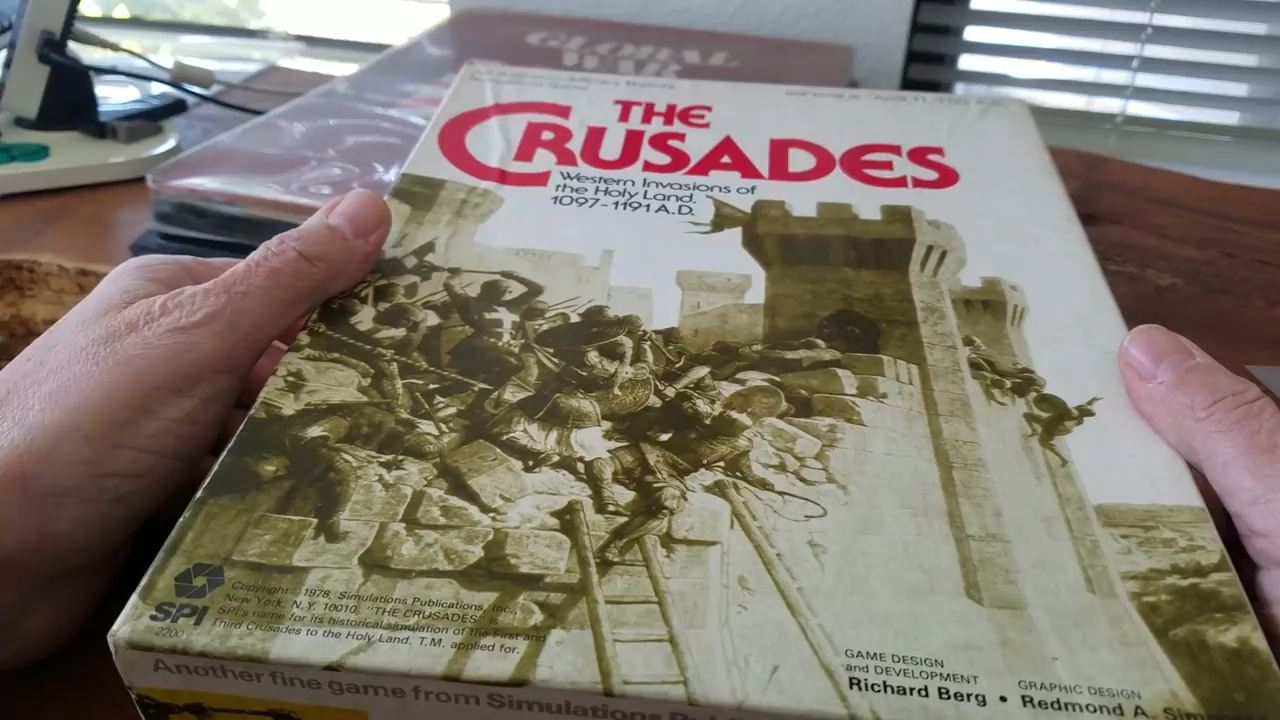 GLOBAL
WAR
THE
CRUSADES
Western Invasions of
the Holy Land,
1097-1191 A.D.
SPI
2200
Copyright © 1978, Simulations Publications, Inc.,
New York, N.Y. 10010. "THE CRUSADES" is
SPI's name for its historical simulation of the First and
Third Crusades to the Holy Land. T.M. applied for.
GAME DESIGN
and DEVELOPMENT
Richard Berg •
GRAPHIC DESIGN
Redmond A.
Another fine game from Simulations